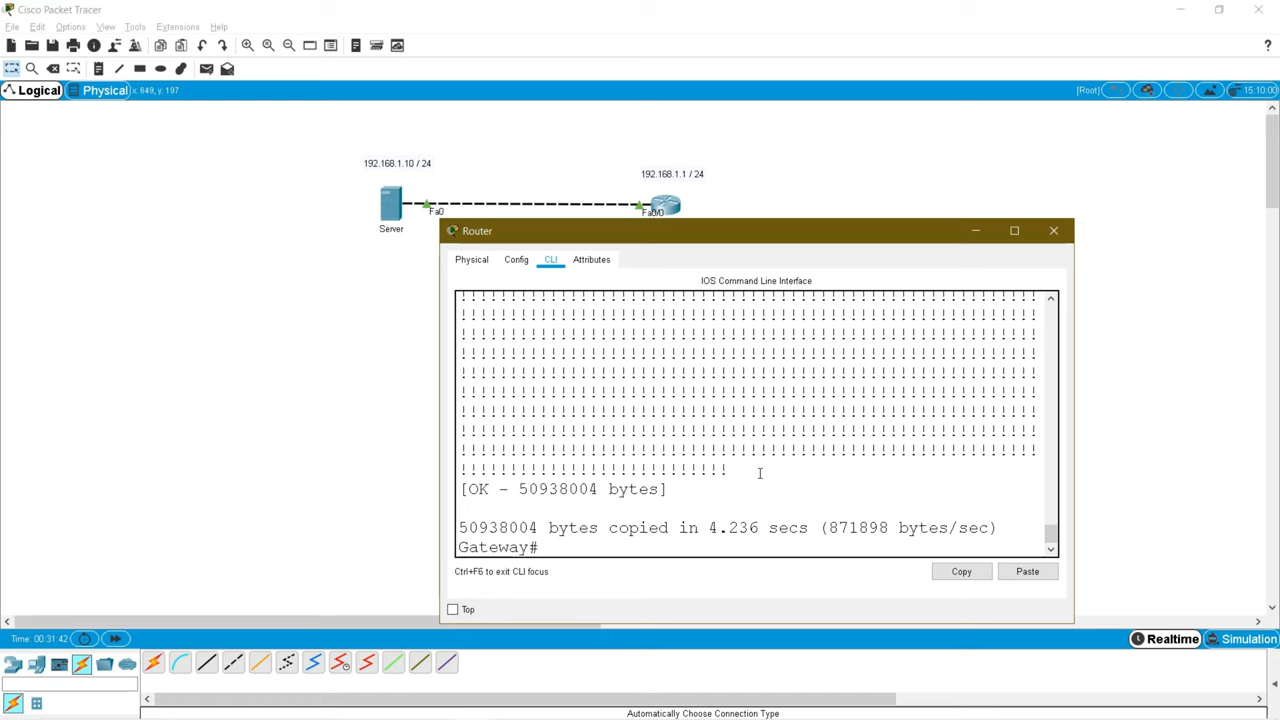 Cisco Packet Tracer
File Edit Options View Tools Extensions Help
?
Logical Physical x: 649, y: 197 [Root] 15:10:00
192.168.1.10 / 24
192.168.1.1 / 24
Fa0
Fa0/0
Server
Router
Physical Config CLI Attributes
IOS Command Line Interface
!!!!!!!!!!!!!!!!!!!!!!!!!!!!!!!!!!!!!!!!!!!!!!!!!!!!!!!!!!!!!!!!!!!
!!!!!!!!!!!!!!!!!!!!!!!!!!!!!!!!!!!!!!!!!!!!!!!!!!!!!!!!!!!!!!!!!!!
!!!!!!!!!!!!!!!!!!!!!!!!!!!!!!!!!!!!!!!!!!!!!!!!!!!!!!!!!!!!!!!!!!!
!!!!!!!!!!!!!!!!!!!!!!!!!!!!!!!!!!!!!!!!!!!!!!!!!!!!!!!!!!!!!!!!!!!
!!!!!!!!!!!!!!!!!!!!!!!!!!!!!!!!!!!!!!!!!!!!!!!!!!!!!!!!!!!!!!!!!!!
!!!!!!!!!!!!!!!!!!!!!!!!!!!!!!!!!!!!!!!!!!!!!!!!!!!!!!!!!!!!!!!!!!!
!!!!!!!!!!!!!!!!!!!!!!!!!!!!!!!!!!!!!!!!!!!!!!!!!!!!!!!!!!!!!!!!!!!
!!!!!!!!!!!!!!!!!!!!!!!!!!!!!!!!!!!!!!!!!!!!!!!!!!!!!!!!!!!!!!!!!!!
!!!!!!!!!!!!!!!!!!!!!!!!!!!!!!!!!!!!!!!!!!!!!!!!!!!!!!!!!!!!!!!!!!!
!!!!!!!!!!!!!!!!!!!!!!!!!!!!!!!
[OK - 50938004 bytes]
50938004 bytes copied in 4.236 secs (871898 bytes/sec)
Gateway#
Ctrl+F6 to exit CLI focus
Copy Paste
Top
Time: 00:31:42
Realtime Simulation
Automatically Choose Connection Type